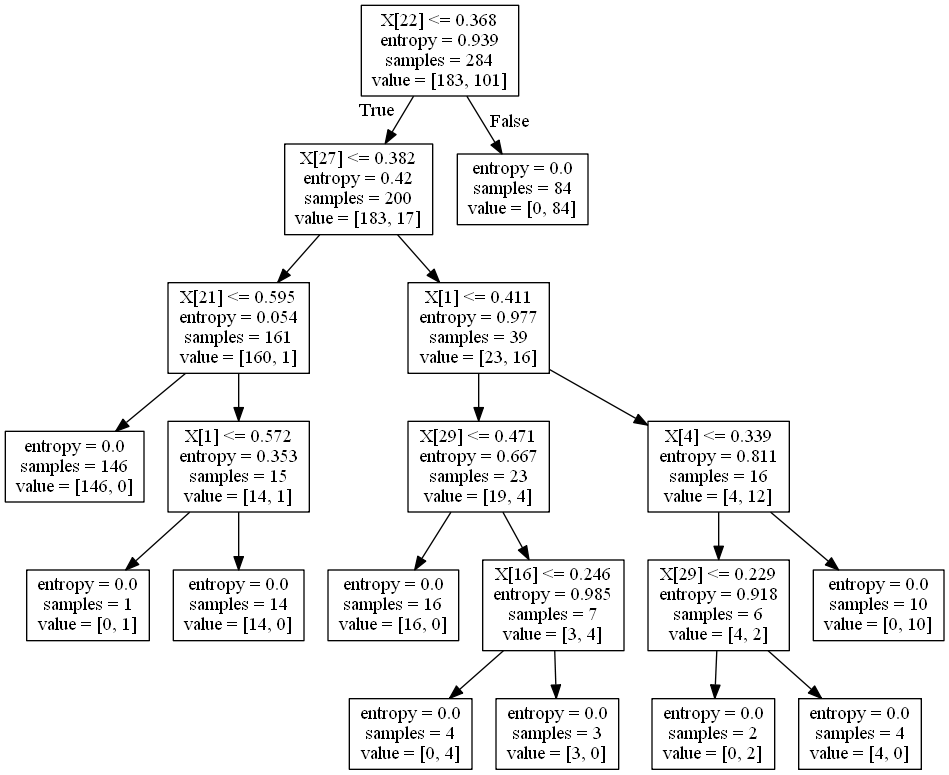 X[22] <= 0.368
entropy = 0.939
samples = 284
value = [183, 101]
True
False
X[27] <= 0.382
entropy = 0.42
samples = 200
value = [183, 17]
entropy = 0.0
samples = 84
value = [0, 84]
X[21] <= 0.595
entropy = 0.054
samples = 161
value = [160, 1]
X[1] <= 0.411
entropy = 0.977
samples = 39
value = [23, 16]
entropy = 0.0
samples = 146
value = [146, 0]
X[1] <= 0.572
entropy = 0.353
samples = 15
value = [14, 1]
X[29] <= 0.471
entropy = 0.667
samples = 23
value = [19, 4]
X[4] <= 0.339
entropy = 0.811
samples = 16
value = [4, 12]
entropy = 0.0
samples = 1
value = [0, 1]
entropy = 0.0
samples = 14
value = [14, 0]
entropy = 0.0
samples = 16
value = [16, 0]
X[16] <= 0.246
entropy = 0.985
samples = 7
value = [3, 4]
X[29] <= 0.229
entropy = 0.918
samples = 6
value = [4, 2]
entropy = 0.0
samples = 10
value = [0, 10]
entropy = 0.0
samples = 4
value = [0, 4]
entropy = 0.0
samples = 3
value = [3, 0]
entropy = 0.0
samples = 2
value = [0, 2]
entropy = 0.0
samples = 4
value = [4, 0]